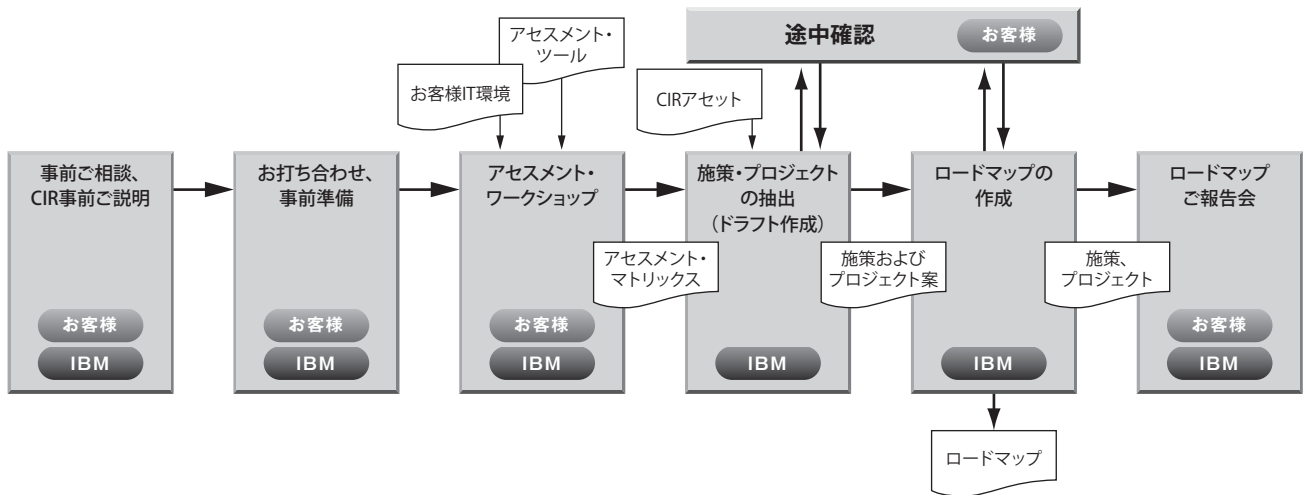 途中確認
お客様
アセスメント・
ツール
お客様IT環境
CIRアセット
事前ご相談、
CIR事前ご説明
お客様
IBM
お打ち合わせ、
事前準備
お客様
IBM
アセスメント・
ワークショップ
お客様
IBM
アセスメント・
マトリックス
施策・プロジェクト
の抽出
(ドラフト作成)
IBM
施策および
プロジェクト案
ロードマップの
作成
IBM
施策、
プロジェクト
ロードマップ
ご報告会
お客様
IBM
ロードマップ